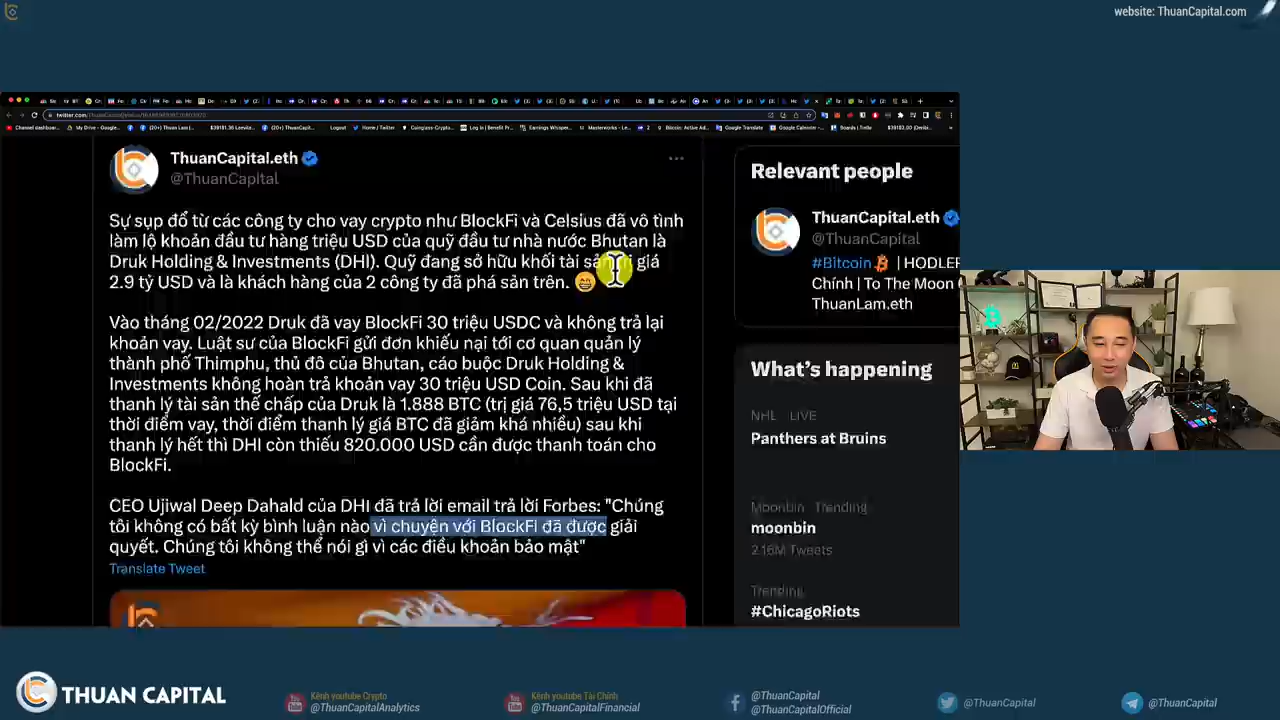 website: ThuanCapital.com
ThuanCapital.eth
@ThuanCapital
Sự sụp đổ từ các công ty cho vay crypto như BlockFi và Celsius đã vô tình
làm lộ khoản đầu tư hàng triệu USD của quỹ đầu tư nhà nước Bhutan là
Druk Holding & Investments (DHI). Quỹ đang sở hữu khối tài sản giá
2.9 tỷ USD và là khách hàng của 2 công ty đã phá sản trên. 😁
Vào tháng 02/2022 Druk đã vay BlockFi 30 triệu USDC và không trả lại
khoản vay. Luật sư của BlockFi gửi đơn khiếu nại tới cơ quan quản lý
thành phố Thimphu, thủ đô của Bhutan, cáo buộc Druk Holding &
Investments không hoàn trả khoản vay 30 triệu USD Coin. Sau khi đã
thanh lý tài sản thế chấp của Druk là 1.888 BTC (trị giá 76,5 triệu USD tại
thời điểm vay, thời điểm thanh lý giá BTC đã giảm khá nhiều) sau khi
thanh lý hết thì DHI còn thiếu 820.000 USD cần được thanh toán cho
BlockFi.
CEO Ujiwal Deep Dahald của DHI đã trả lời email trả lời Forbes: "Chúng
tôi không có bất kỳ bình luận nào vì chuyện với BlockFi đã được giải
quyết. Chúng tôi không thể nói gì vì các điều khoản bảo mật"
Translate Tweet
Relevant people
ThuanCapital.eth
@ThuanCapital
#Bitcoin | HODLER
Chính | To The Moon
ThuanLam.eth
What's happening
NHL LIVE
Panthers at Bruins
Moonbin Trending
moonbin
2.16M Tweets
Trending
#ChicagoRiots
THUAN CAPITAL
Kênh youtube Crypto
@ThuanCapitalAnalytics
Kênh youtube Tài Chính
@ThuanCapitalFinancial
@ThuanCapital
@ThuanCapitalOfficial
@ThuanCapital
@ThuanCapital